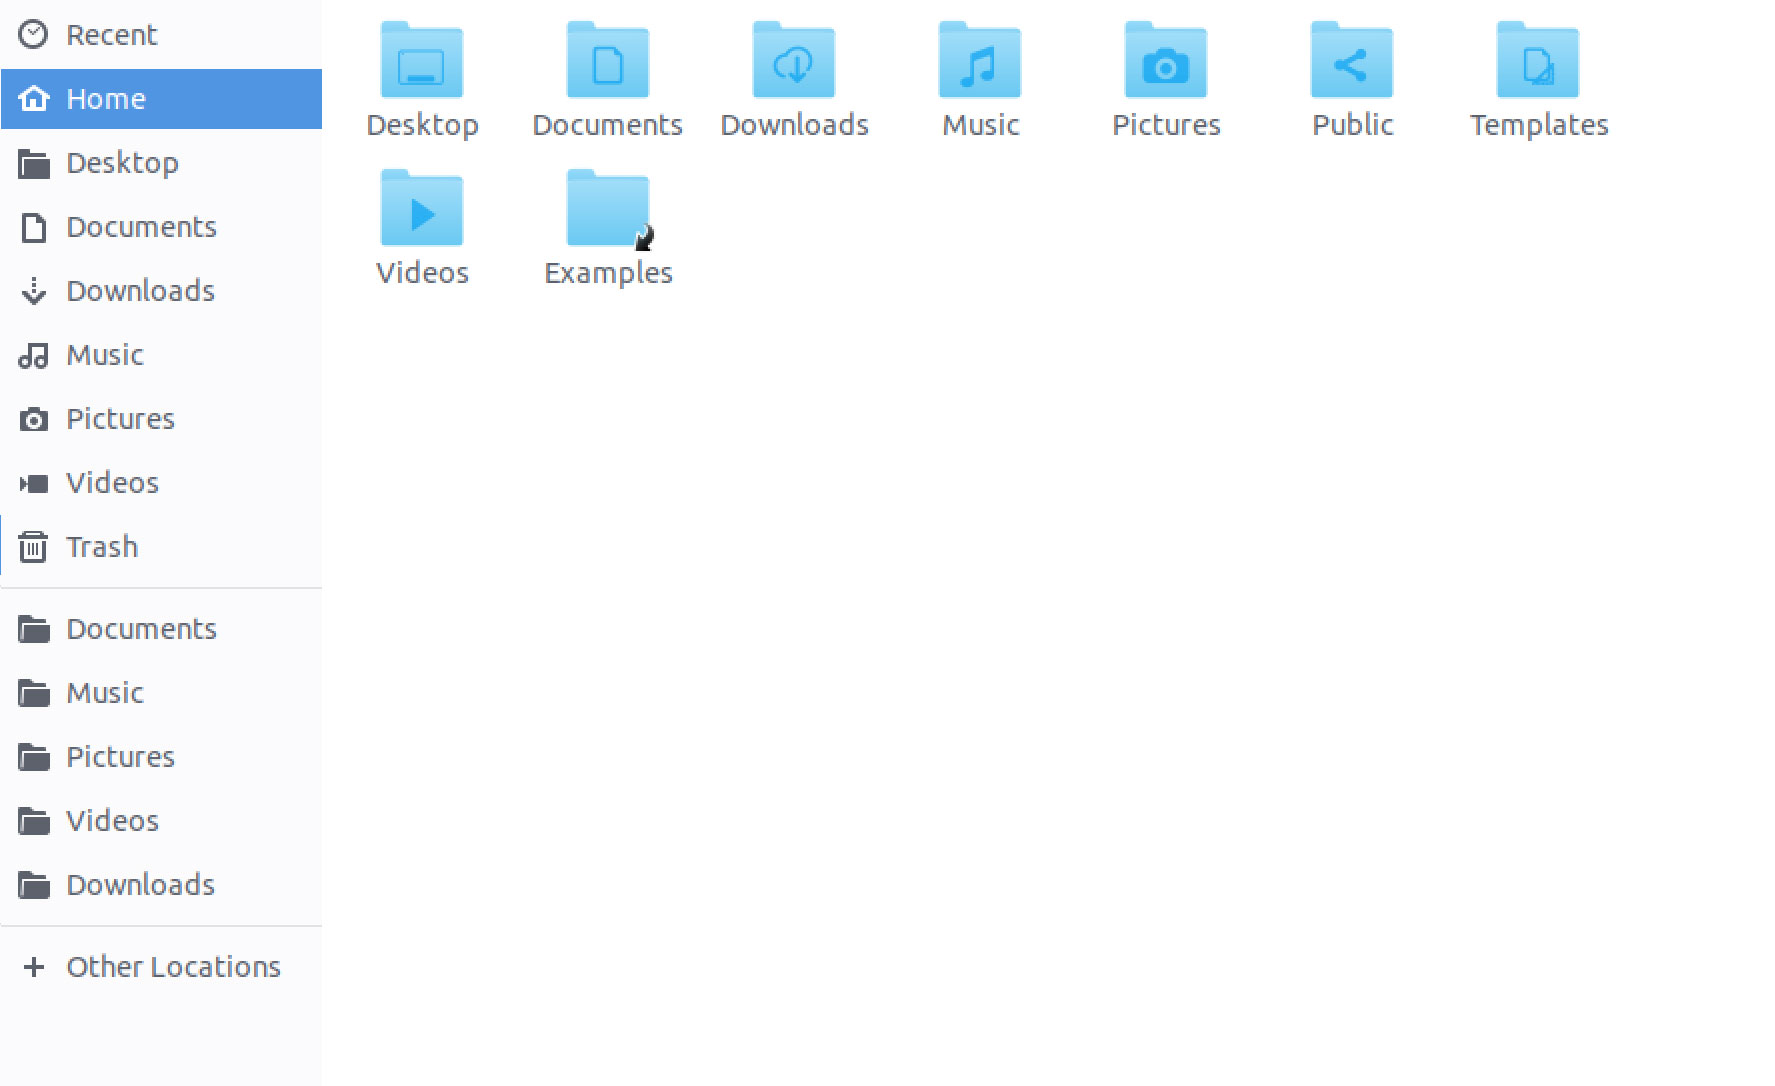 Recent
Home
Desktop
Documents
Downloads
Music
Pictures
Videos
Trash
Documents
Music
Pictures
Videos
Downloads
Other Locations
Desktop Documents Downloads Music Pictures Public Templates
Videos Examples